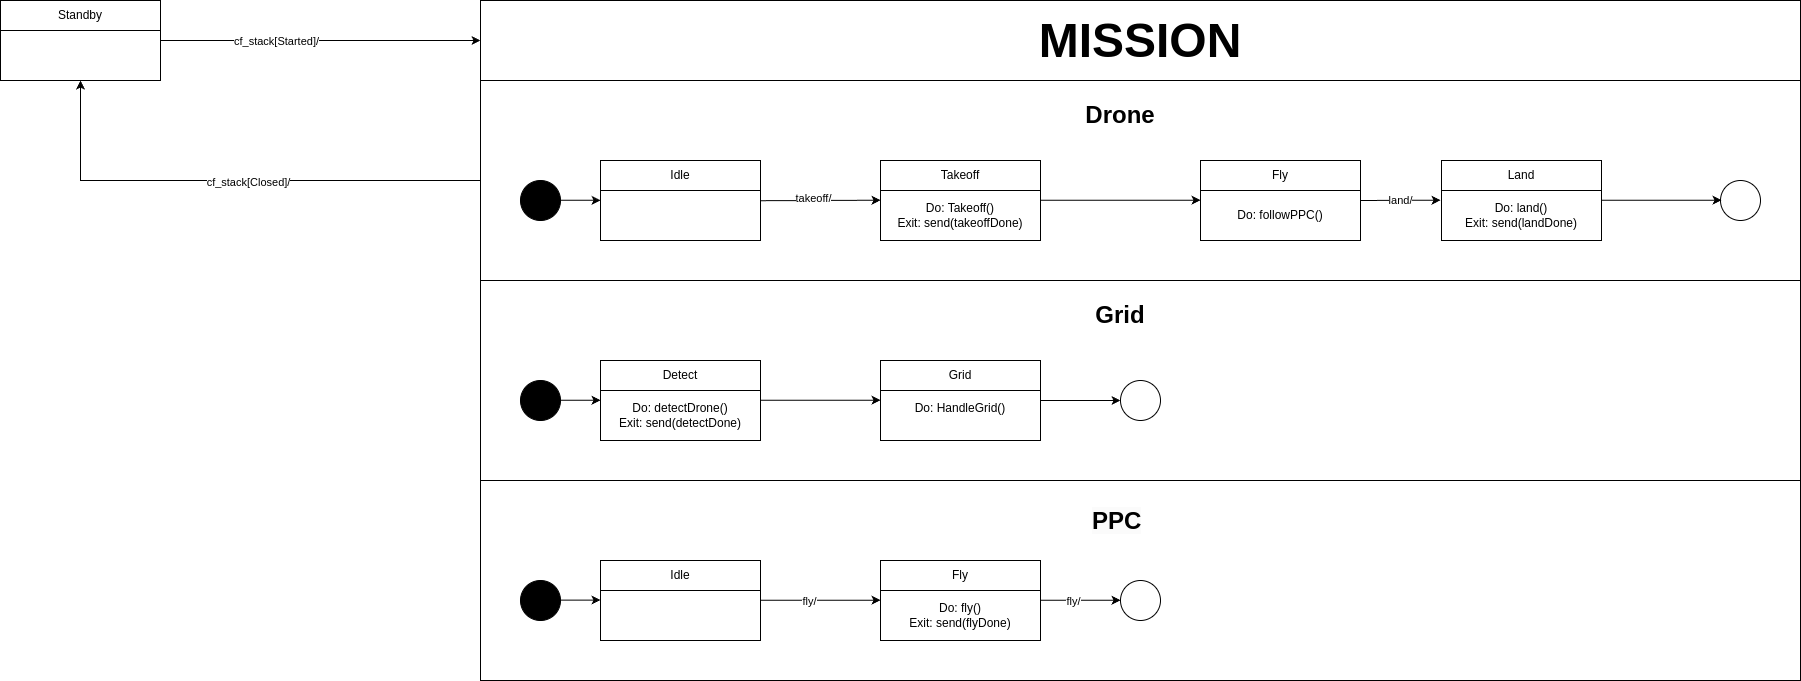 Standby
cf_stack[Started]/
cf_stack[Closed]/
MISSION
Drone
Idle
takeoff/
Takeoff
Do: Takeoff()
Exit: send(takeoffDone)
Fly
Do: followPPC()
land/
Land
Do: land()
Exit: send(landDone)
Grid
Detect
Do: detectDrone()
Exit: send(detectDone)
Grid
Do: HandleGrid()
PPC
Idle
fly/
Fly
Do: fly()
Exit: send(flyDone)
fly/